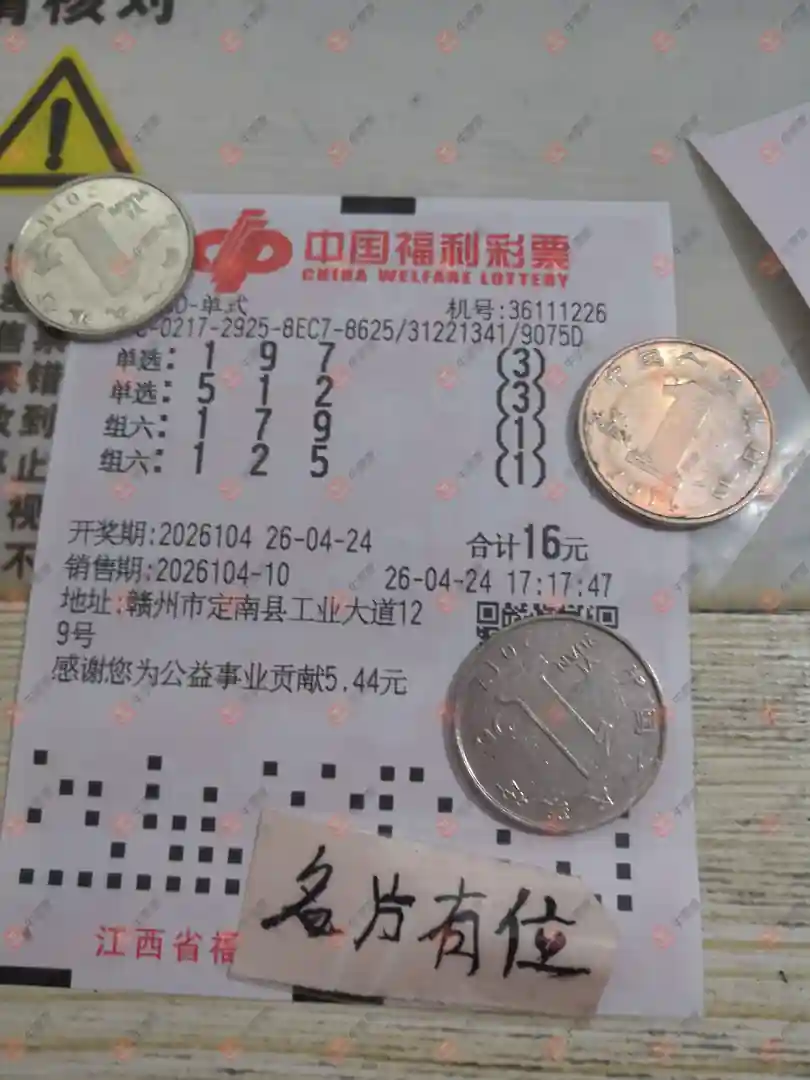 中国福利彩票
CHINA WELFARE LOTTERY
D-单式 机号:36111226
-0217-2925-8EC7-8625/31221341/9075D
单选: 1 9 7 (3)
单选: 5 1 2 (3)
组六: 1 7 9 (1)
组六: 1 2 5 (1)
开奖期:2026104 26-04-24 合计16元
销售期:2026104-10 26-04-24 17:17:47
地址:赣州市定南县工业大道12
9号
感谢您为公益事业贡献5.44元
名片有位
江西省福